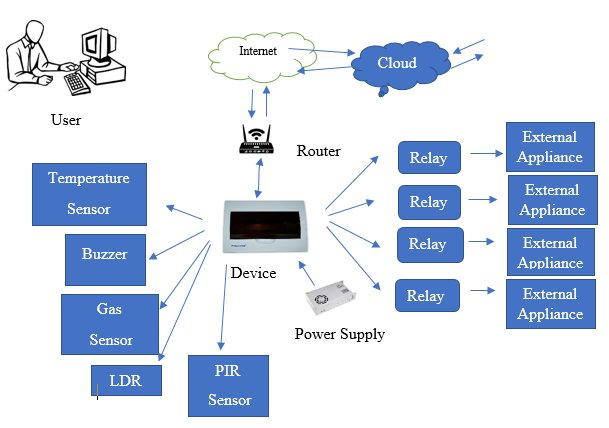 Internet
Cloud
User
Router
Relay
External
Appliance
Temperature
Sensor
Relay
External
Appliance
Buzzer
Relay
External
Appliance
Device
Gas
Sensor
Relay
External
Appliance
Power Supply
LDR
PIR
Sensor